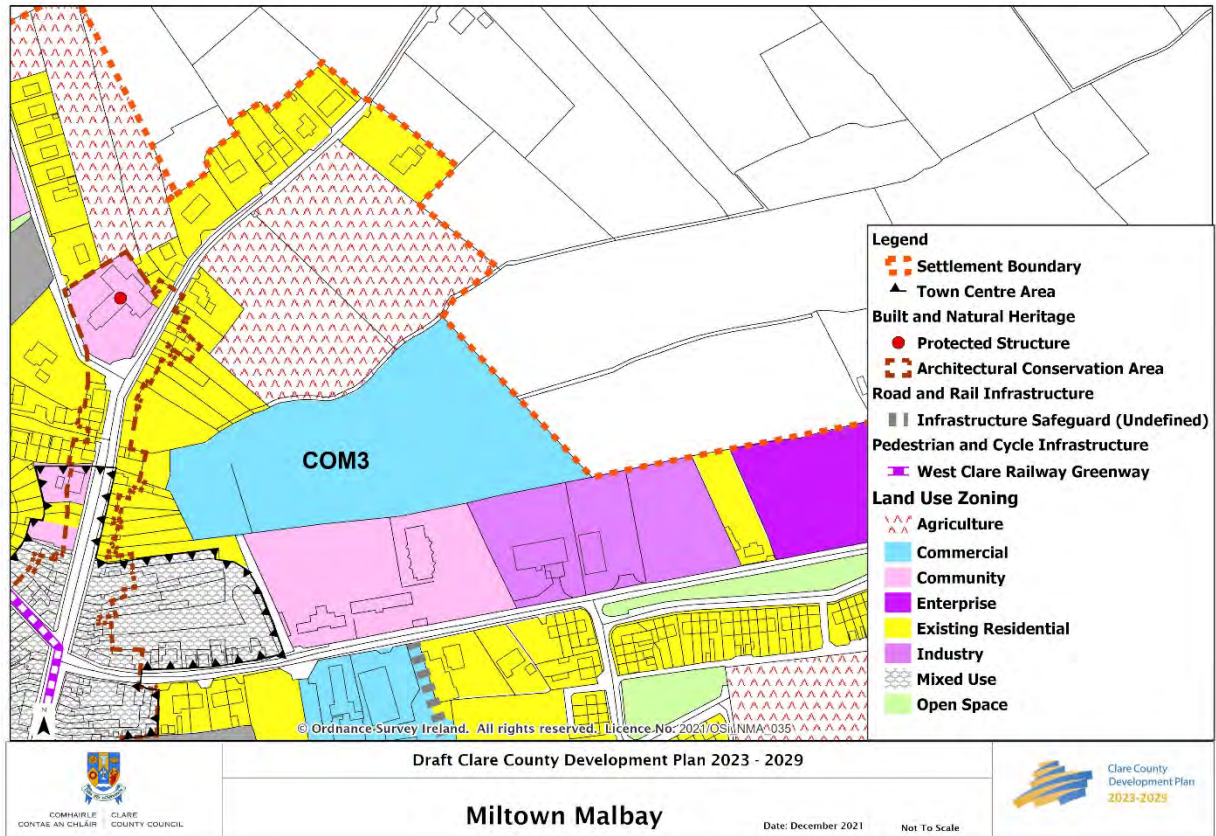 COM3
Legend
Settlement Boundary
Town Centre Area
Built and Natural Heritage
Protected Structure
Architectural Conservation Area
Road and Rail Infrastructure
Infrastructure Safeguard (Undefined)
Pedestrian and Cycle Infrastructure
West Clare Railway Greenway
Land Use Zoning
Agriculture
Commercial
Community
Enterprise
Existing Residential
Industry
Mixed Use
Open Space
N
© Ordnance Survey Ireland. All rights reserved. Licence No. 2021/OSi NMA 035
COMHAIRLE
CONTAE AN CHLÁIR
CLARE
COUNTY COUNCIL
Draft Clare County Development Plan 2023 - 2029
Miltown Malbay
Date: December 2021
Not To Scale
Clare County
Development Plan
2023-2029